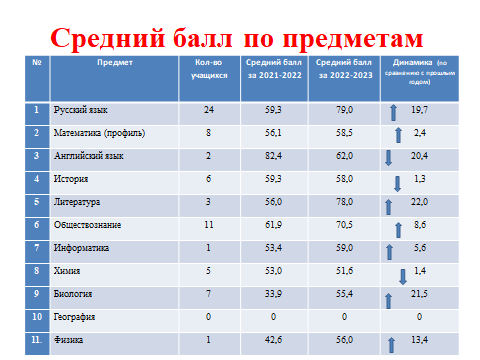 Средний балл по предметам
№ Предмет Кол-во учащихся Средний балл за 2021-2022 Средний балл за 2022-2023 Динамика (по сравнению с прошлым годом)
1 Русский язык 24 59,3 79,0 19,7
2 Математика (профиль) 8 56,1 58,5 2,4
3 Английский язык 2 82,4 62,0 20,4
4 История 6 59,3 58,0 1,3
5 Литература 3 56,0 78,0 22,0
6 Обществознание 11 61,9 70,5 8,6
7 Информатика 1 53,4 59,0 5,6
8 Химия 5 53,0 51,6 1,4
9 Биология 7 33,9 55,4 21,5
10 География 0 0 0 0
11. Физика 1 42,6 56,0 13,4